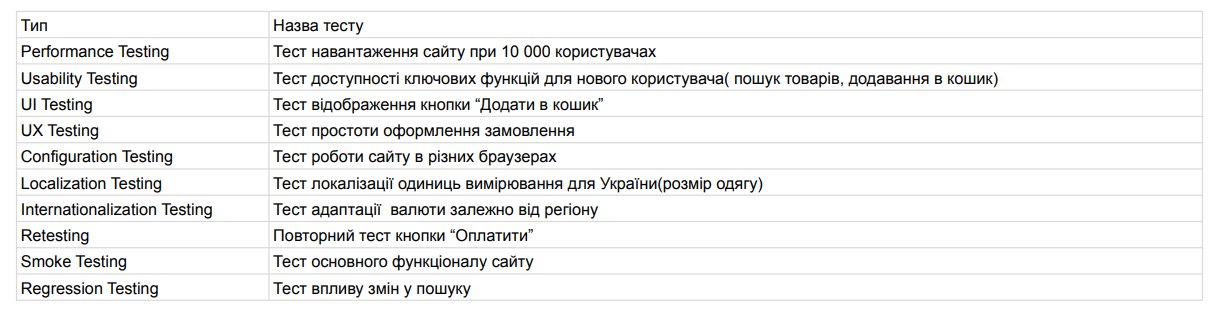 Тип Назва тесту
Performance Testing Тест навантаження сайту при 10 000 користувачах
Usability Testing Тест доступності ключових функцій для нового користувача( пошук товарів, додавання в кошик)
UI Testing Тест відображення кнопки “Додати в кошик”
UX Testing Тест простоти оформлення замовлення
Configuration Testing Тест роботи сайту в різних браузерах
Localization Testing Тест локалізації одиниць вимірювання для України(розмір одягу)
Internationalization Testing Тест адаптації  валюти залежно від регіону
Retesting Повторний тест кнопки “Оплатити”
Smoke Testing Тест основного функціоналу сайту
Regression Testing Тест впливу змін у пошуку